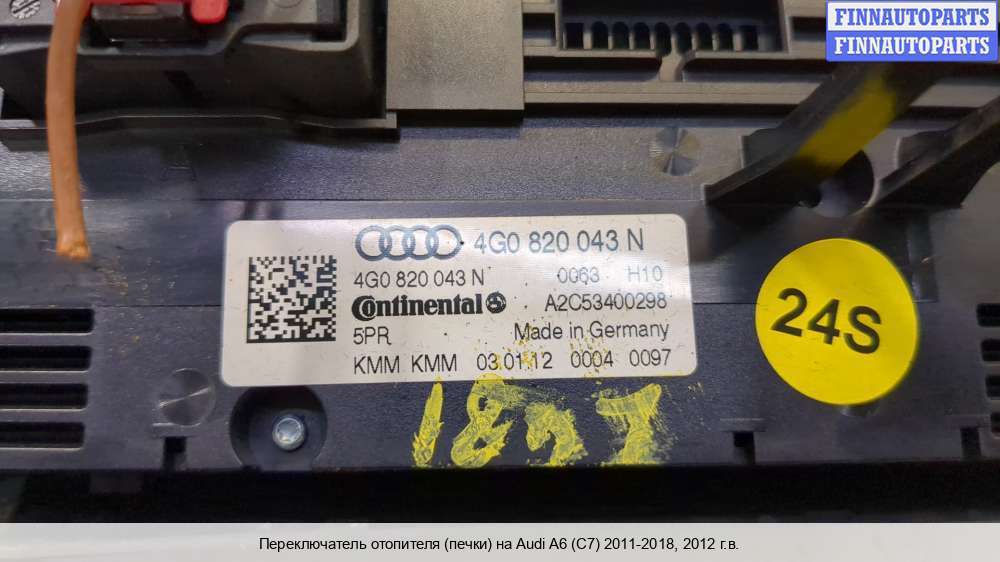 FINNAUTOPARTS
FINNAUTOPARTS
4G0 820 043 N
4G0 820 043 N 0063 H10
Continental A2C53400298
5PR Made in Germany
KMM KMM 03.01.12 0004 0097
24S
Переключатель отопителя (печки) на Audi A6 (C7) 2011-2018, 2012 г.в.